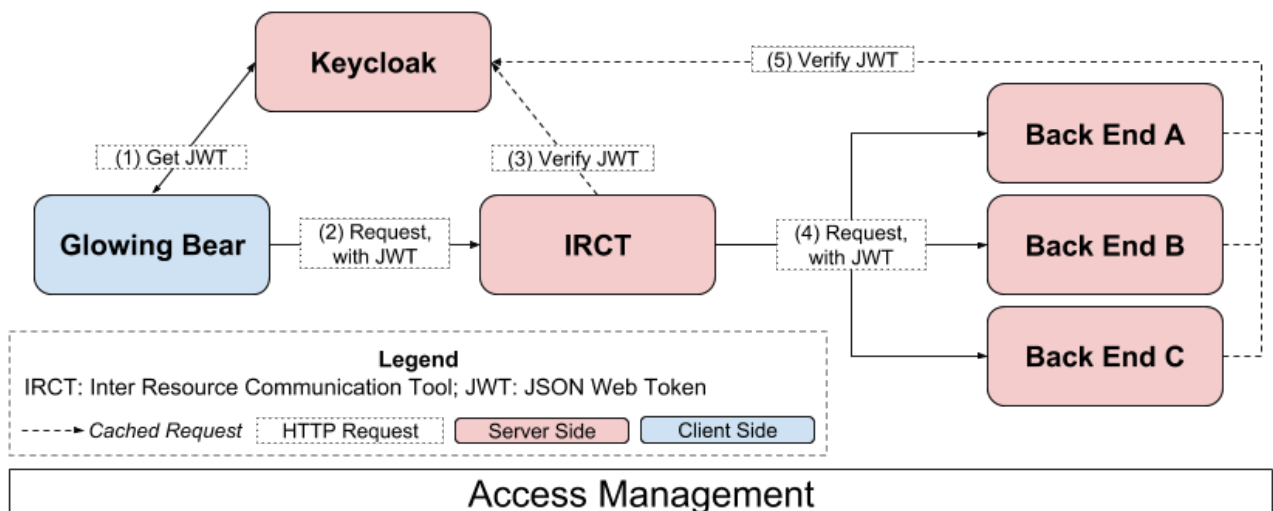 Keycloak
(5) Verify JWT
Back End A
(1) Get JWT
(3) Verify JWT
Glowing Bear
(2) Request,
with JWT
IRCT
(4) Request,
with JWT
Back End B
Back End C
Legend
IRCT: Inter Resource Communication Tool; JWT: JSON Web Token
Cached Request
HTTP Request
Server Side
Client Side
Access Management